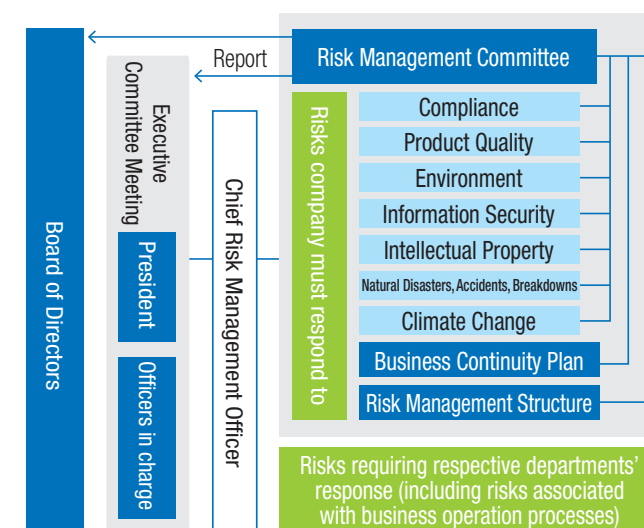 Board of Directors
Report
Executive
Committee Meeting
President
Officers in charge
Chief Risk Management Officer
Risk Management Committee
Risks company must respond to
Compliance
Product Quality
Environment
Information Security
Intellectual Property
Natural Disasters, Accidents, Breakdowns
Climate Change
Business Continuity Plan
Risk Management Structure
Risks requiring respective departments’
response (including risks associated
with business operation processes)